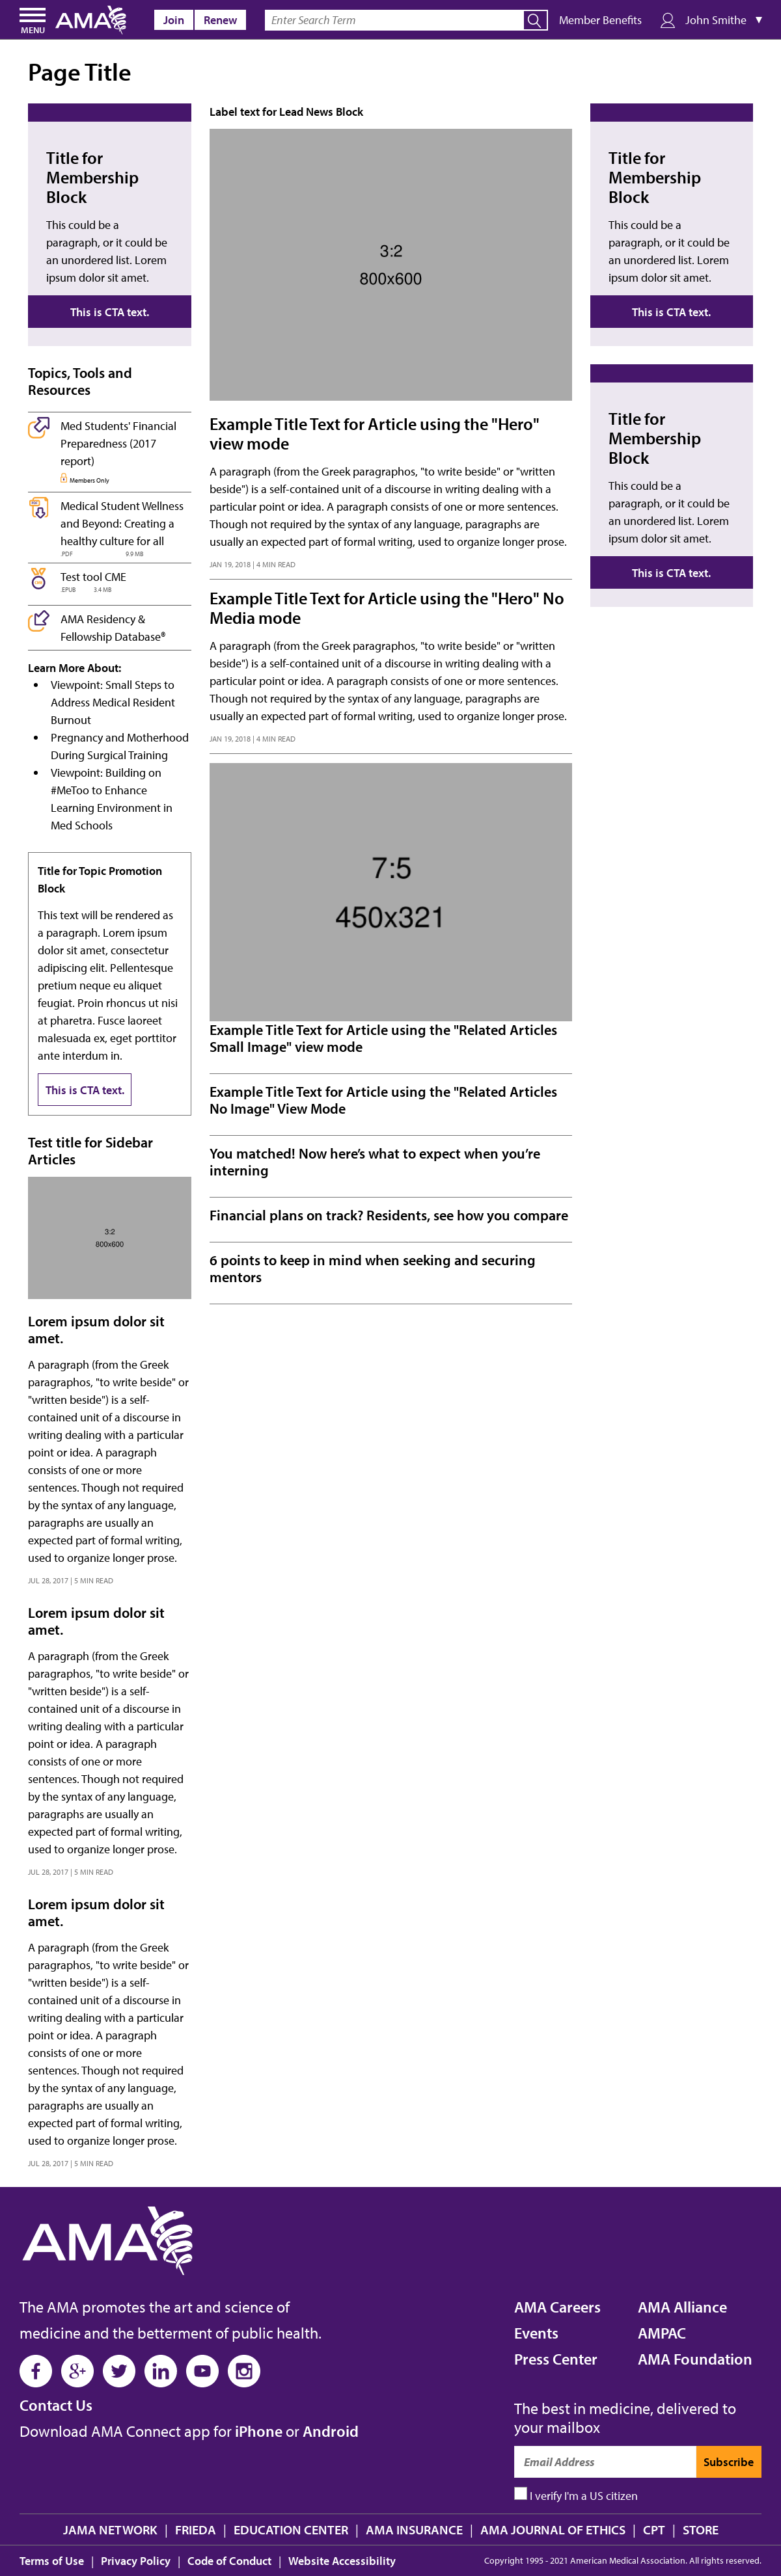 MENU
AMA
Join
Renew
Enter Search Term
Member Benefits
John Smithe ▼
Page Title
Title for
Membership
Block
This could be a
paragraph, or it could be
an unordered list. Lorem
ipsum dolor sit amet.
This is CTA text.
Topics, Tools and
Resources
Med Students' Financial
Preparedness (2017
report)
Members Only
Medical Student Wellness
and Beyond: Creating a
healthy culture for all
.PDF 9.9 MB
Test tool CME
.EPUB 3.4 MB
AMA Residency &
Fellowship Database®
Learn More About:
• Viewpoint: Small Steps to
Address Medical Resident
Burnout
• Pregnancy and Motherhood
During Surgical Training
• Viewpoint: Building on
#MeToo to Enhance
Learning Environment in
Med Schools
Title for Topic Promotion
Block
This text will be rendered as
a paragraph. Lorem ipsum
dolor sit amet, consectetur
adipiscing elit. Pellentesque
pretium neque eu aliquet
feugiat. Proin rhoncus ut nisi
at pharetra. Fusce laoreet
malesuada ex, eget porttitor
ante interdum in.
This is CTA text.
Test title for Sidebar
Articles
3:2
800x600
Lorem ipsum dolor sit
amet.
A paragraph (from the Greek
paragraphos, "to write beside" or
"written beside") is a self-
contained unit of a discourse in
writing dealing with a particular
point or idea. A paragraph
consists of one or more
sentences. Though not required
by the syntax of any language,
paragraphs are usually an
expected part of formal writing,
used to organize longer prose.
JUL 28, 2017 | 5 MIN READ
Lorem ipsum dolor sit
amet.
A paragraph (from the Greek
paragraphos, "to write beside" or
"written beside") is a self-
contained unit of a discourse in
writing dealing with a particular
point or idea. A paragraph
consists of one or more
sentences. Though not required
by the syntax of any language,
paragraphs are usually an
expected part of formal writing,
used to organize longer prose.
JUL 28, 2017 | 5 MIN READ
Lorem ipsum dolor sit
amet.
A paragraph (from the Greek
paragraphos, "to write beside" or
"written beside") is a self-
contained unit of a discourse in
writing dealing with a particular
point or idea. A paragraph
consists of one or more
sentences. Though not required
by the syntax of any language,
paragraphs are usually an
expected part of formal writing,
used to organize longer prose.
JUL 28, 2017 | 5 MIN READ
Label text for Lead News Block
3:2
800x600
Example Title Text for Article using the "Hero"
view mode
A paragraph (from the Greek paragraphos, "to write beside" or "written
beside") is a self-contained unit of a discourse in writing dealing with a
particular point or idea. A paragraph consists of one or more sentences.
Though not required by the syntax of any language, paragraphs are
usually an expected part of formal writing, used to organize longer prose.
JAN 19, 2018 | 4 MIN READ
Example Title Text for Article using the "Hero" No
Media mode
A paragraph (from the Greek paragraphos, "to write beside" or "written
beside") is a self-contained unit of a discourse in writing dealing with a
particular point or idea. A paragraph consists of one or more sentences.
Though not required by the syntax of any language, paragraphs are
usually an expected part of formal writing, used to organize longer prose.
JAN 19, 2018 | 4 MIN READ
7:5
450x321
Example Title Text for Article using the "Related Articles
Small Image" view mode
Example Title Text for Article using the "Related Articles
No Image" View Mode
You matched! Now here’s what to expect when you’re
interning
Financial plans on track? Residents, see how you compare
6 points to keep in mind when seeking and securing
mentors
Title for
Membership
Block
This could be a
paragraph, or it could be
an unordered list. Lorem
ipsum dolor sit amet.
This is CTA text.
Title for
Membership
Block
This could be a
paragraph, or it could be
an unordered list. Lorem
ipsum dolor sit amet.
This is CTA text.
AMA
The AMA promotes the art and science of
medicine and the betterment of public health.
Contact Us
Download AMA Connect app for iPhone or Android
AMA Careers
Events
Press Center
AMA Alliance
AMPAC
AMA Foundation
The best in medicine, delivered to
your mailbox
Email Address
Subscribe
I verify I'm a US citizen
JAMA NETWORK | FRIEDA | EDUCATION CENTER | AMA INSURANCE | AMA JOURNAL OF ETHICS | CPT | STORE
Terms of Use | Privacy Policy | Code of Conduct | Website Accessibility
Copyright 1995 - 2021 American Medical Association. All rights reserved.